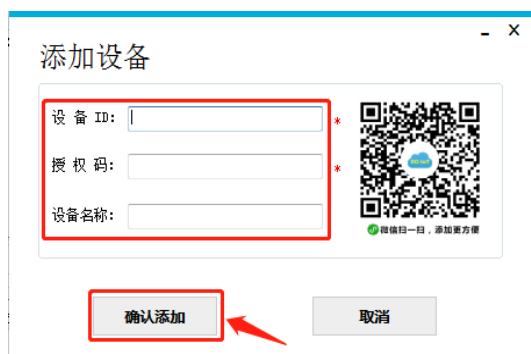 添加设备
设 备 ID: *
授 权 码: *
设备名称:
微信扫一扫，添加更方便
确认添加
取消